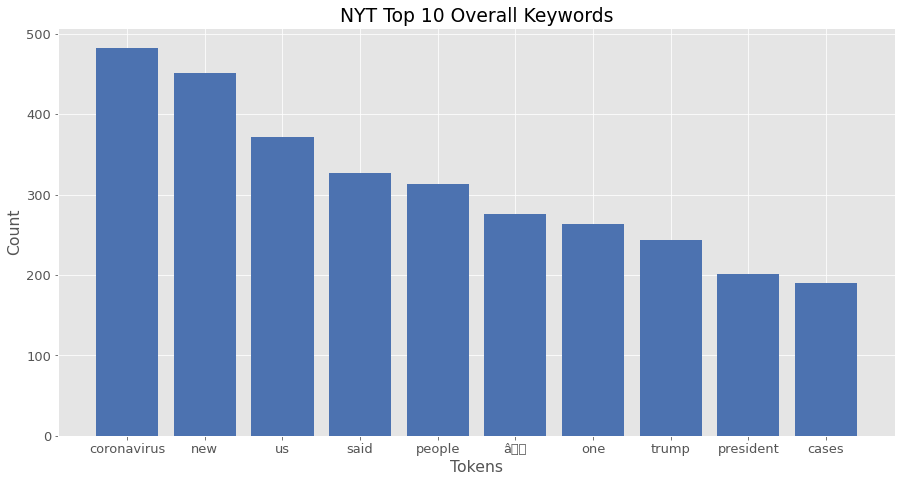 NYT Top 10 Overall Keywords
500
400
300
200
100
0
Count
coronavirus new us said people â one trump president cases
Tokens